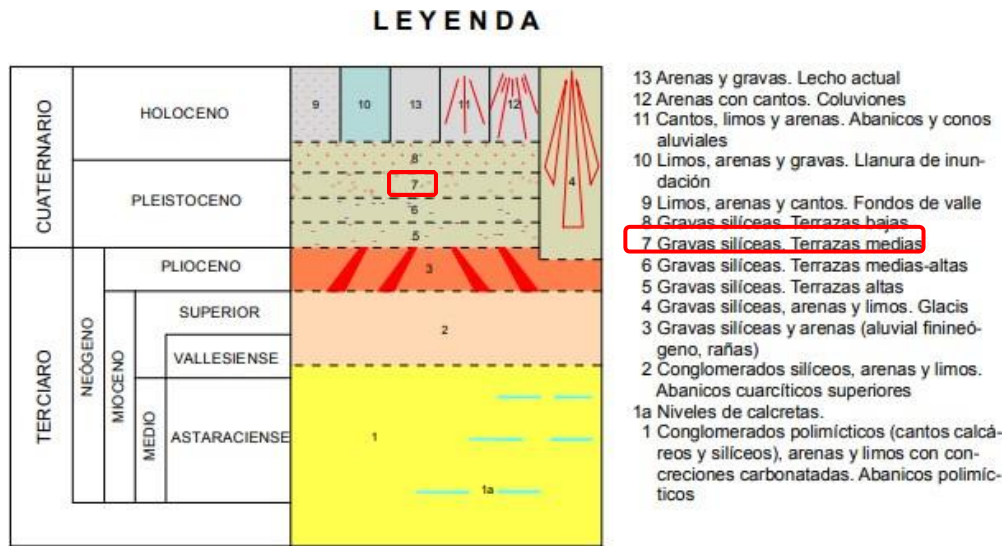 LEYENDA
CUATERNARIO
HOLOCENO
PLEISTOCENO
TERCIARO
NEÓGENO
PLIOCENO
MIOCENO
SUPERIOR
VALLESIENSE
MEDIO
ASTARACIENSE
9
10
13
11
12
4
8
7
6
5
3
2
1
1a
13 Arenas y gravas. Lecho actual
12 Arenas con cantos. Coluviones
11 Cantos, limos y arenas. Abanicos y conos
aluviales
10 Limos, arenas y gravas. Llanura de inun-
dación
9 Limos, arenas y cantos. Fondos de valle
8 Gravas silíceas. Terrazas bajas
7 Gravas silíceas. Terrazas medias
6 Gravas silíceas. Terrazas medias-altas
5 Gravas silíceas. Terrazas altas
4 Gravas silíceas, arenas y limos. Glacis
3 Gravas silíceas y arenas (aluvial finineó-
geno, rañas)
2 Conglomerados silíceos, arenas y limos.
Abanicos cuarcíticos superiores
1a Niveles de calcretas.
1 Conglomerados polimícticos (cantos calcá-
reos y silíceos), arenas y limos con con-
creciones carbonatadas. Abanicos polimíc-
ticos